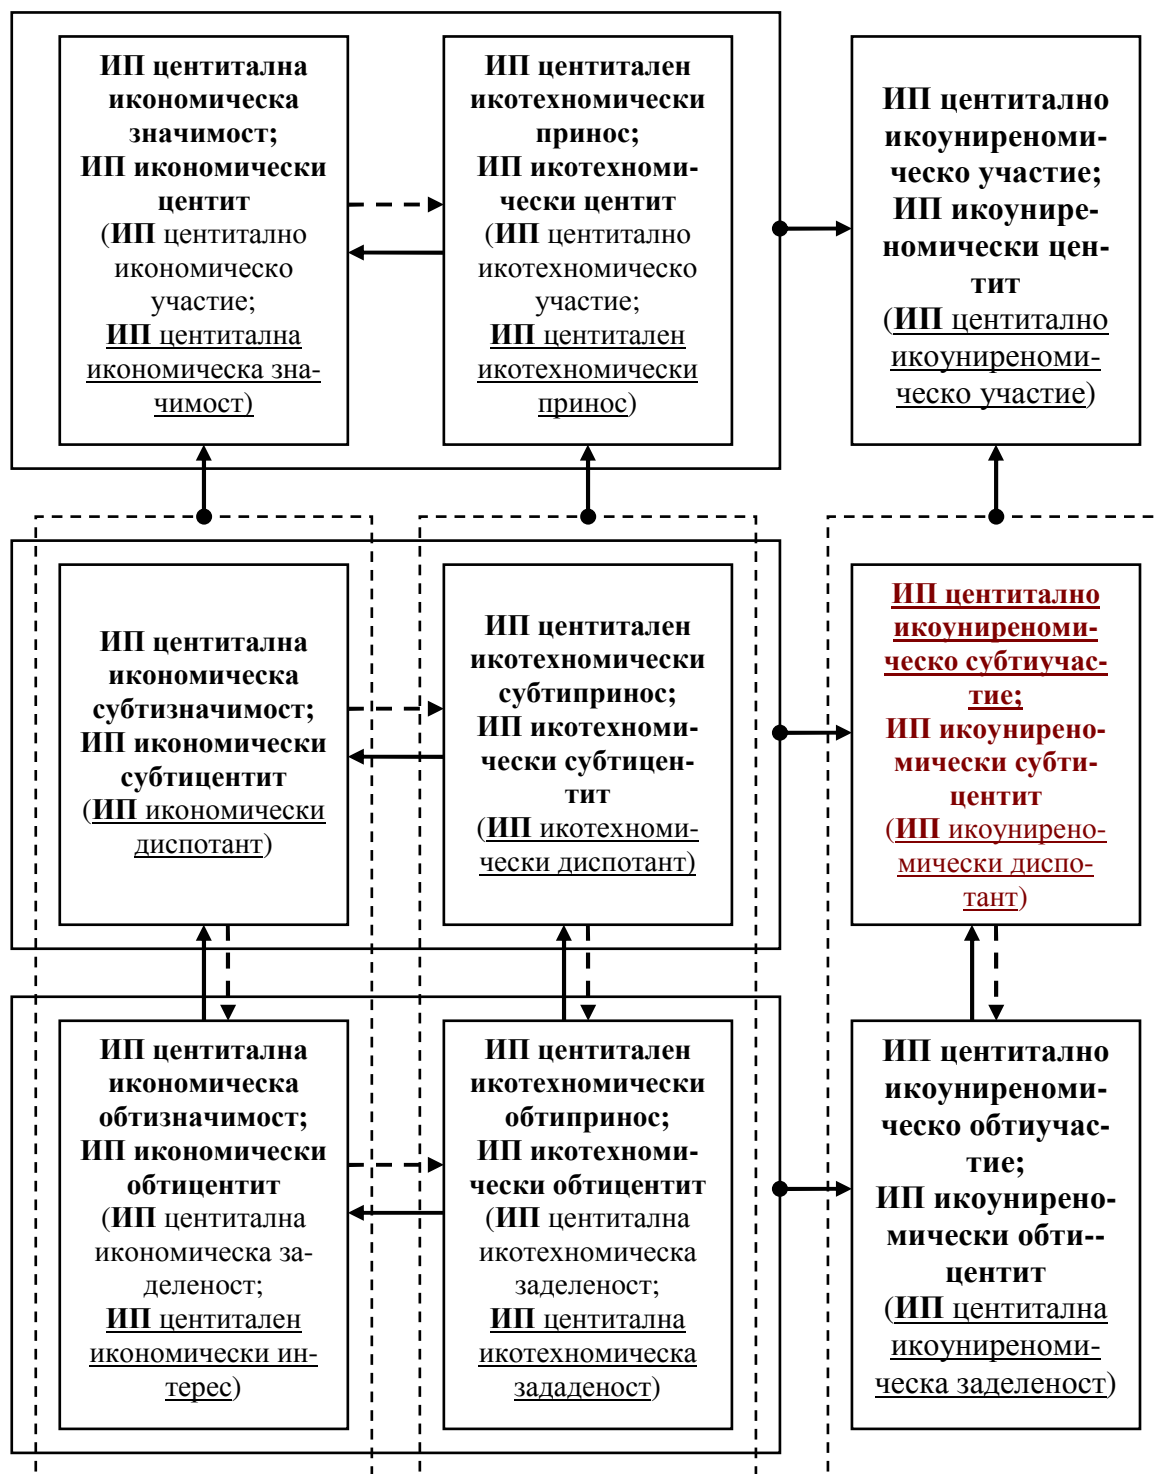 ИП центитална
икономическа
значимост;
ИП икономически
центит
(ИП центитално
икономическо
участие;
ИП центитална
икономическа зна-
чимост)
ИП центитален
икотехномически
принос;
ИП икотехноми-
чески центит
(ИП центитално
икотехномическо
участие;
ИП центитален
икотехномически
принос)
ИП центитално
икоуниреноми-
ческо участие;
ИП икоунире-
номически цен-
тит
(ИП центитално
икоуниреноми-
ческо участие)
ИП центитална
икономическа
субтизначимост;
ИП икономически
субтицентит
(ИП икономически
диспотант)
ИП центитален
икотехномически
субтипринос;
ИП икотехноми-
чески субтицен-
тит
(ИП икотехноми-
чески диспотант)
ИП центитално
икоуниреноми-
ческо субтиучас-
тие;
ИП икоунирено-
мически субти-
центит
(ИП икоунирено-
мически диспо-
тант)
ИП центитална
икономическа
обтизначимост;
ИП икономически
обтицентит
(ИП центитална
икономическа за-
деленост;
ИП центитален
икономически ин-
терес)
ИП центитален
икотехномически
обтипринос;
ИП икотехноми-
чески обтицентит
(ИП центитална
икотехномическа
заделеност;
ИП центитална
икотехномическа
зададеност)
ИП центитално
икоуниреноми-
ческо обтиучас-
тие;
ИП икоунирено-
мически обти--
центит
(ИП центитална
икоуниреноми-
ческа заделеност)